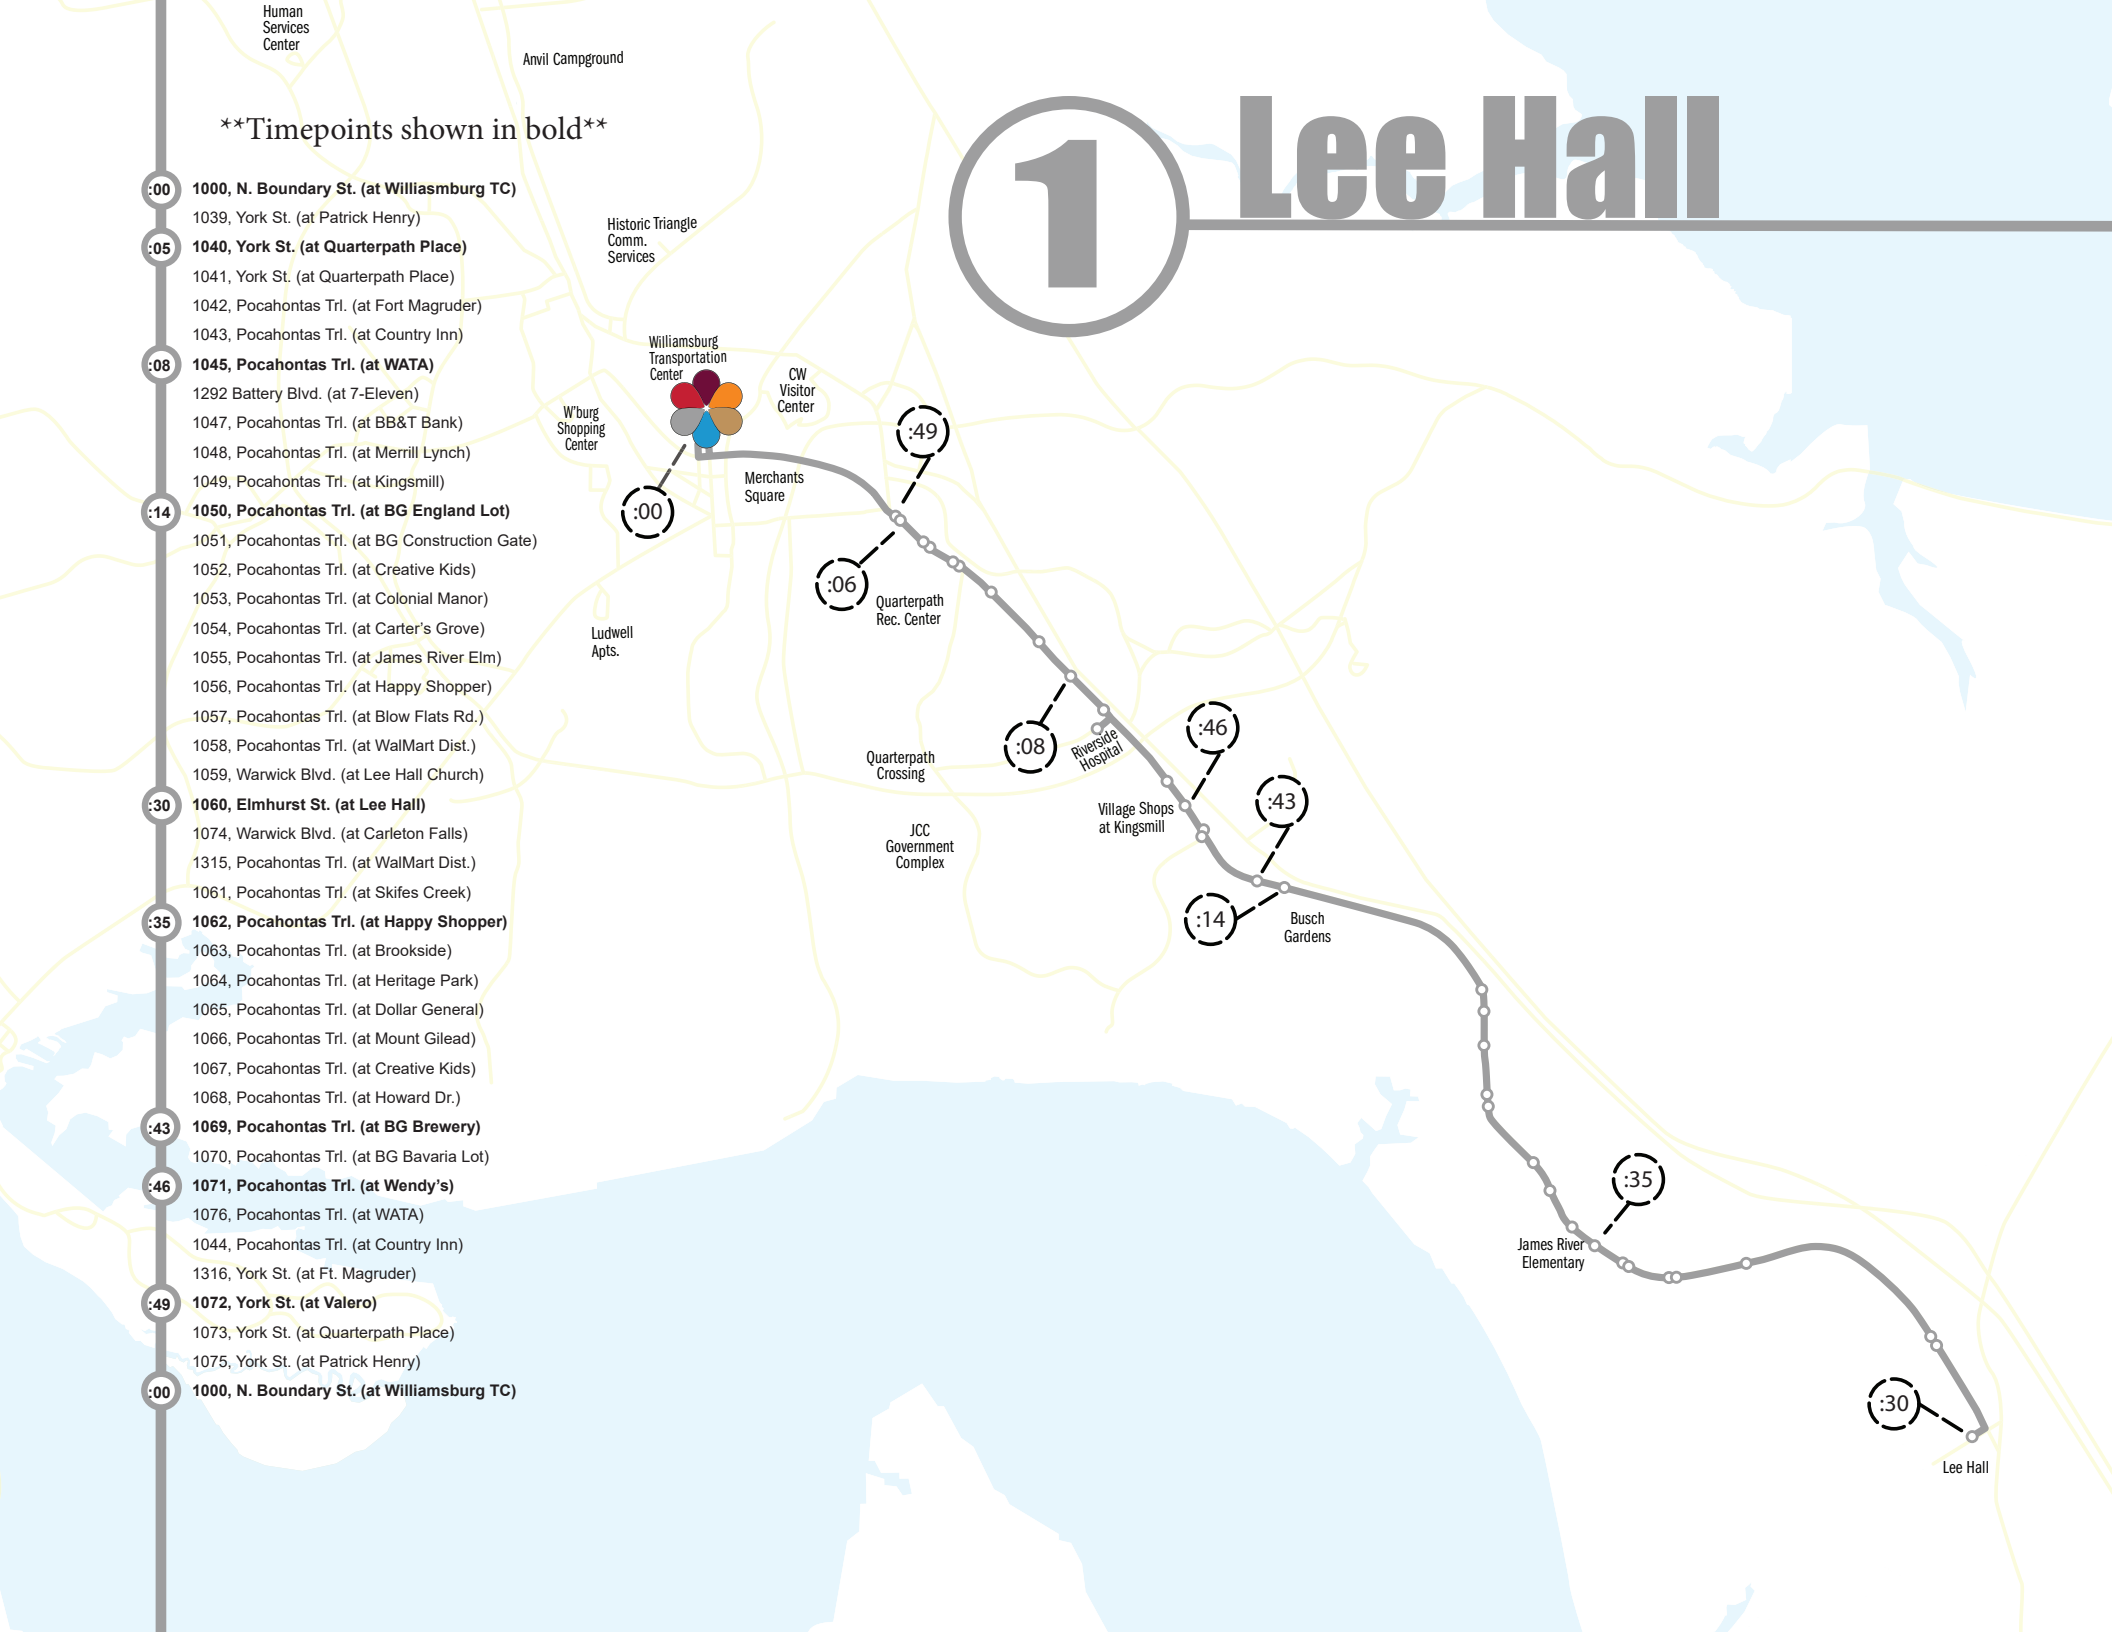 Human
Services
Center
Anvil Campground
1 Lee Hall
**Timepoints shown in bold**
:00 1000, N. Boundary St. (at Williasmburg TC)
1039, York St. (at Patrick Henry)
:05 1040, York St. (at Quarterpath Place)
1041, York St. (at Quarterpath Place)
1042, Pocahontas Trl. (at Fort Magruder)
1043, Pocahontas Trl. (at Country Inn)
:08 1045, Pocahontas Trl. (at WATA)
1292 Battery Blvd. (at 7-Eleven)
1047, Pocahontas Trl. (at BB&T Bank)
1048, Pocahontas Trl. (at Merrill Lynch)
1049, Pocahontas Trl. (at Kingsmill)
:14 1050, Pocahontas Trl. (at BG England Lot)
1051, Pocahontas Trl. (at BG Construction Gate)
1052, Pocahontas Trl. (at Creative Kids)
1053, Pocahontas Trl. (at Colonial Manor)
1054, Pocahontas Trl. (at Carter's Grove)
1055, Pocahontas Trl. (at James River Elm)
1056, Pocahontas Trl. (at Happy Shopper)
1057, Pocahontas Trl. (at Blow Flats Rd.)
1058, Pocahontas Trl. (at WalMart Dist.)
1059, Warwick Blvd. (at Lee Hall Church)
:30 1060, Elmhurst St. (at Lee Hall)
1074, Warwick Blvd. (at Carleton Falls)
1315, Pocahontas Trl. (at WalMart Dist.)
1061, Pocahontas Trl. (at Skifes Creek)
:35 1062, Pocahontas Trl. (at Happy Shopper)
1063, Pocahontas Trl. (at Brookside)
1064, Pocahontas Trl. (at Heritage Park)
1065, Pocahontas Trl. (at Dollar General)
1066, Pocahontas Trl. (at Mount Gilead)
1067, Pocahontas Trl. (at Creative Kids)
1068, Pocahontas Trl. (at Howard Dr.)
:43 1069, Pocahontas Trl. (at BG Brewery)
1070, Pocahontas Trl. (at BG Bavaria Lot)
:46 1071, Pocahontas Trl. (at Wendy's)
1076, Pocahontas Trl. (at WATA)
1044, Pocahontas Trl. (at Country Inn)
1316, York St. (at Ft. Magruder)
:49 1072, York St. (at Valero)
1073, York St. (at Quarterpath Place)
1075, York St. (at Patrick Henry)
:00 1000, N. Boundary St. (at Williamsburg TC)
Historic Triangle
Comm.
Services
Williamsburg
Transportation
Center
CW
Visitor
Center
W'burg
Shopping
Center
:49
Merchants
Square
:00
:06
Quarterpath
Rec. Center
Ludwell
Apts.
:08
Riverside
Hospital
:46
Quarterpath
Crossing
Village Shops
at Kingsmill
:43
JCC
Government
Complex
:14
Busch
Gardens
:35
James River
Elementary
:30
Lee Hall